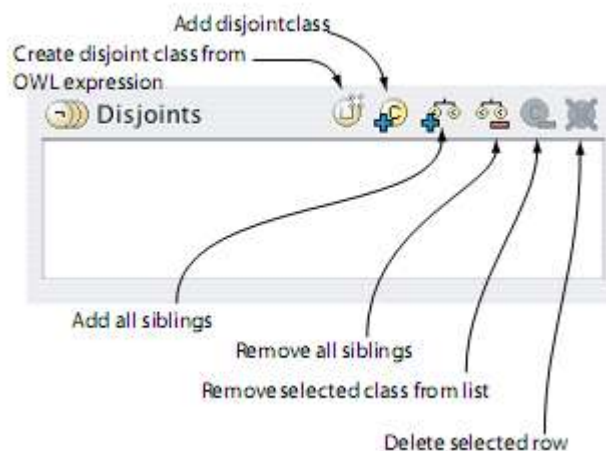 Add disjointclass
Create disjoint class from
OWL expression
Disjoints
Add all siblings
Remove all siblings
Remove selected class from list
Delete selected row